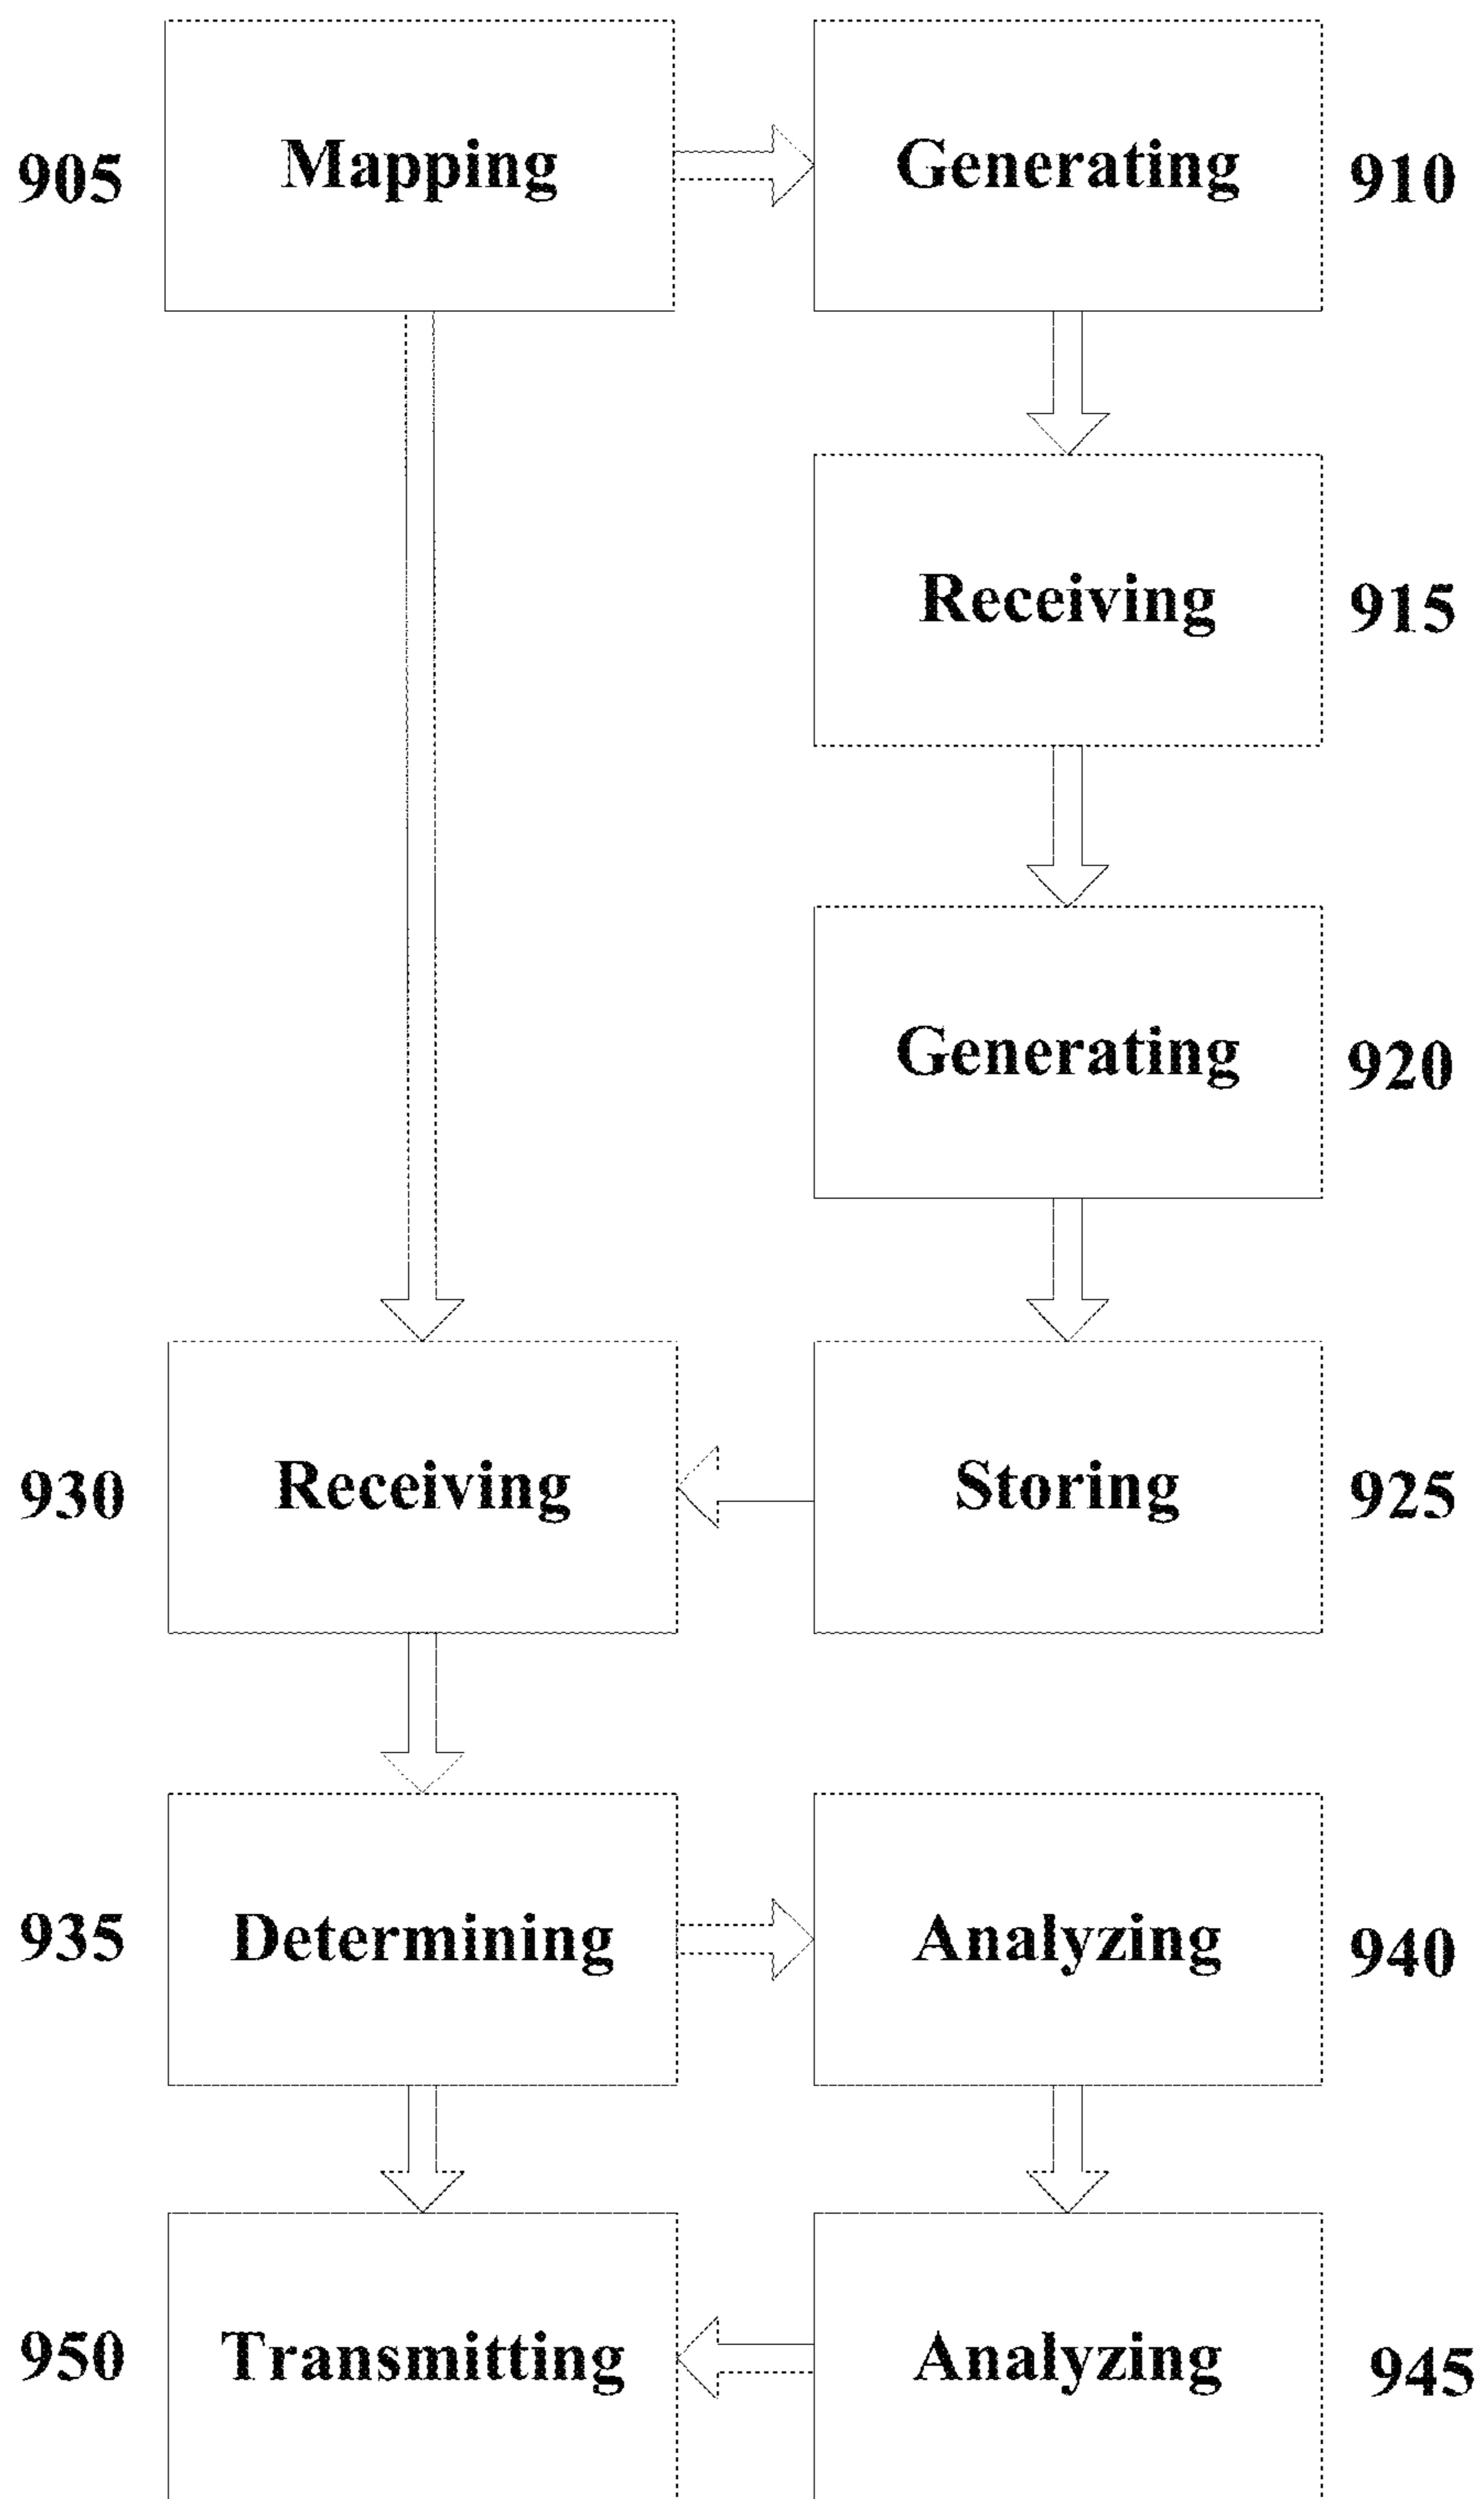 905
Mapping
Generating
910
Receiving
915
Generating
920
930
Receiving
Storing
925
935
Determining
Analyzing
940
950
Transmitting
Analyzing
945